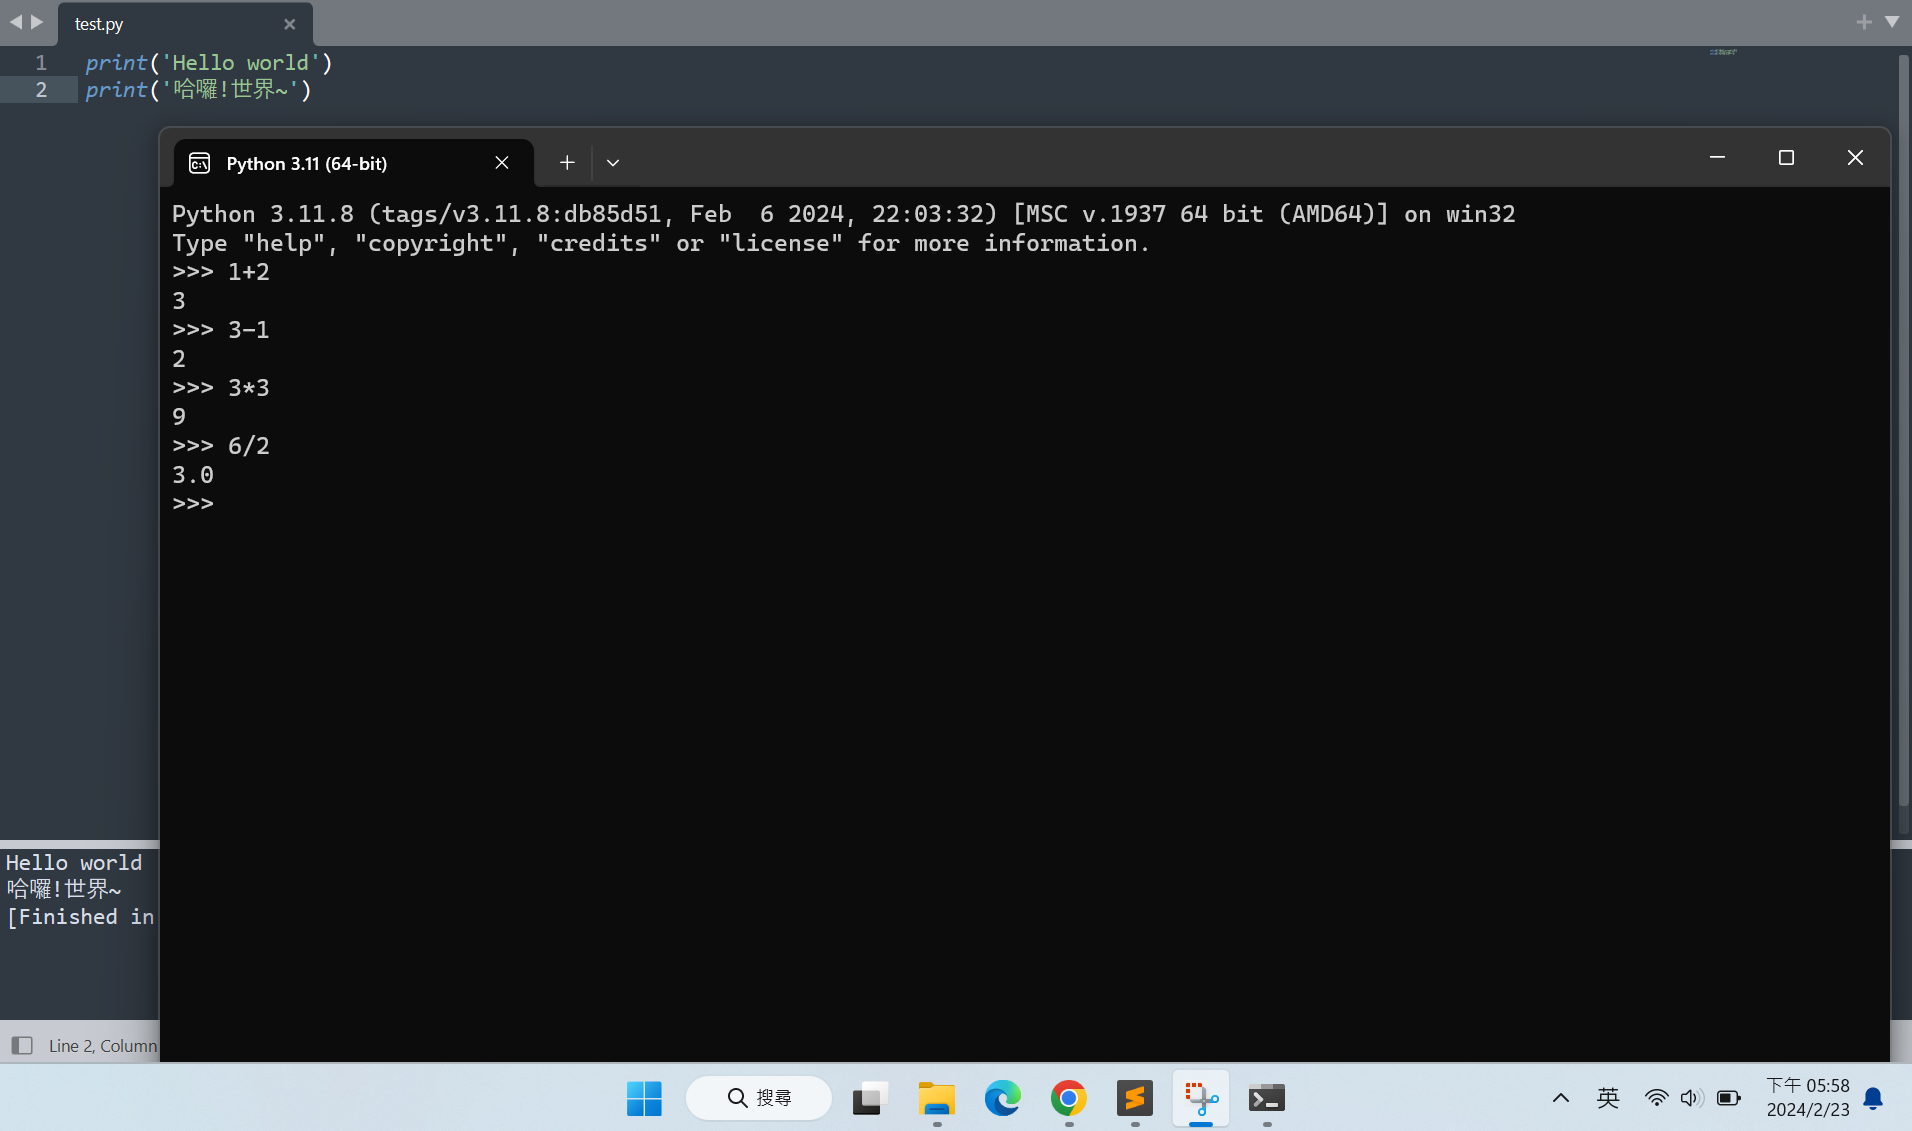 test.py
1 print('Hello world')
2 print('哈囉!世界~')
Python 3.11 (64-bit)
Python 3.11.8 (tags/v3.11.8:db85d51, Feb  6 2024, 22:03:32) [MSC v.1937 64 bit (AMD64)] on win32
Type "help", "copyright", "credits" or "license" for more information.
>>> 1+2
3
>>> 3-1
2
>>> 3*3
9
>>> 6/2
3.0
>>>
Hello world
哈囉!世界~
[Finished in
Line 2, Column
搜尋
英
下午 05:58
2024/2/23